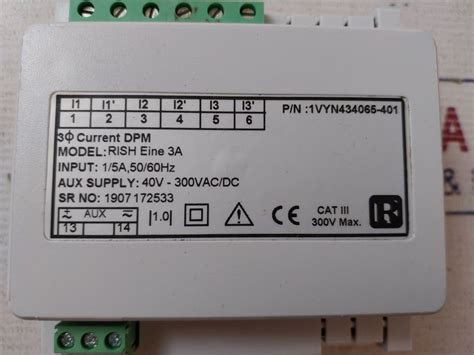 I1 I1' I2 I2' I3 I3'
1 2 3 4 5 6
P/N :1VYN434065-401
3Φ Current DPM
MODEL: RISH Eine 3A
INPUT: 1/5A,50/60Hz
AUX SUPPLY: 40V - 300VAC/DC
SR NO: 1907172533
AUX
13 14
|1.0|
CE
CAT III
300V Max.
R
A
&